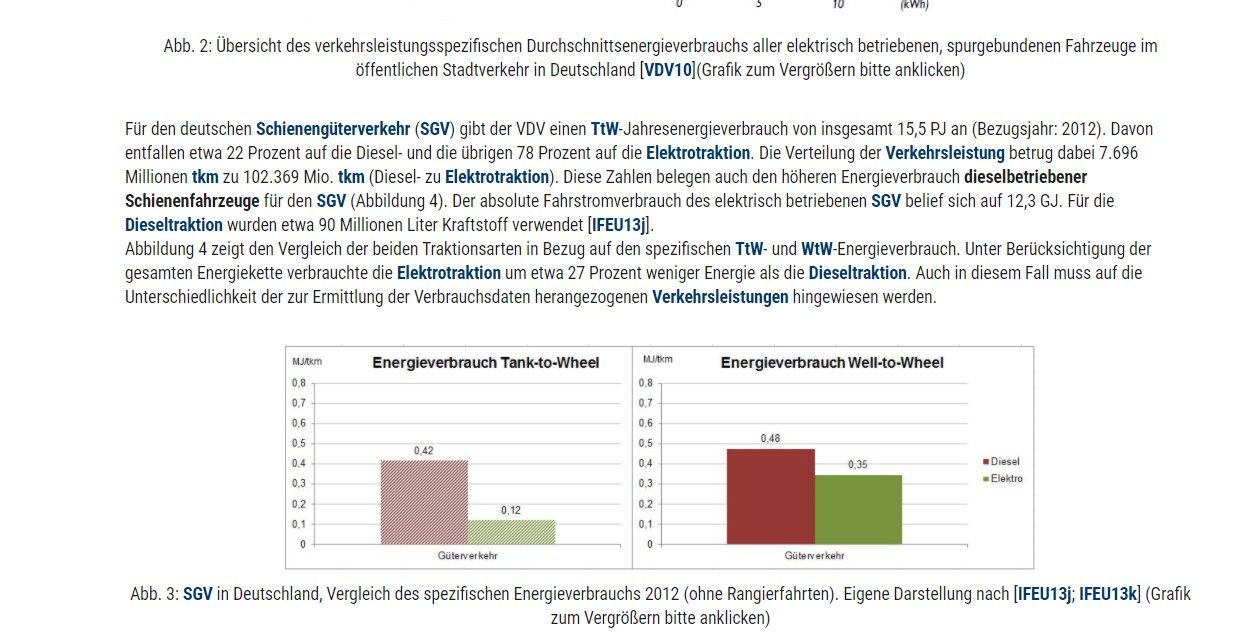 0 5 10 (kWh)
Abb. 2: Übersicht des verkehrsleistungsspezifischen Durchschnittsenergieverbrauchs aller elektrisch betriebenen, spurgebundenen Fahrzeuge im
öffentlichen Stadtverkehr in Deutschland [VDV10](Grafik zum Vergrößern bitte anklicken)
Für den deutschen Schienengüterverkehr (SGV) gibt der VDV einen TtW-Jahresenergieverbrauch von insgesamt 15,5 PJ an (Bezugsjahr: 2012). Davon
entfallen etwa 22 Prozent auf die Diesel- und die übrigen 78 Prozent auf die Elektrotraktion. Die Verteilung der Verkehrsleistung betrug dabei 7.696
Millionen tkm zu 102.369 Mio. tkm (Diesel- zu Elektrotraktion). Diese Zahlen belegen auch den höheren Energieverbrauch dieselbetriebener
Schienenfahrzeuge für den SGV (Abbildung 4). Der absolute Fahrstromverbrauch des elektrisch betriebenen SGV belief sich auf 12,3 GJ. Für die
Dieseltraktion wurden etwa 90 Millionen Liter Kraftstoff verwendet [IFEU13j].
Abbildung 4 zeigt den Vergleich der beiden Traktionsarten in Bezug auf den spezifischen TtW- und WtW-Energieverbrauch. Unter Berücksichtigung der
gesamten Energiekette verbrauchte die Elektrotraktion um etwa 27 Prozent weniger Energie als die Dieseltraktion. Auch in diesem Fall muss auf die
Unterschiedlichkeit der zur Ermittlung der Verbrauchsdaten herangezogenen Verkehrsleistungen hingewiesen werden.
MJ/tkm Energieverbrauch Tank-to-Wheel
0,8
0,7
0,6
0,5
0,4
0,3
0,2
0,1
0
0,42
0,12
Güterverkehr
MJ/tkm Energieverbrauch Well-to-Wheel
0,8
0,7
0,6
0,5
0,4
0,3
0,2
0,1
0
0,48
0,35
Güterverkehr
Diesel
Elektro
Abb. 3: SGV in Deutschland, Vergleich des spezifischen Energieverbrauchs 2012 (ohne Rangierfahrten). Eigene Darstellung nach [IFEU13j; IFEU13k] (Grafik
zum Vergrößern bitte anklicken)